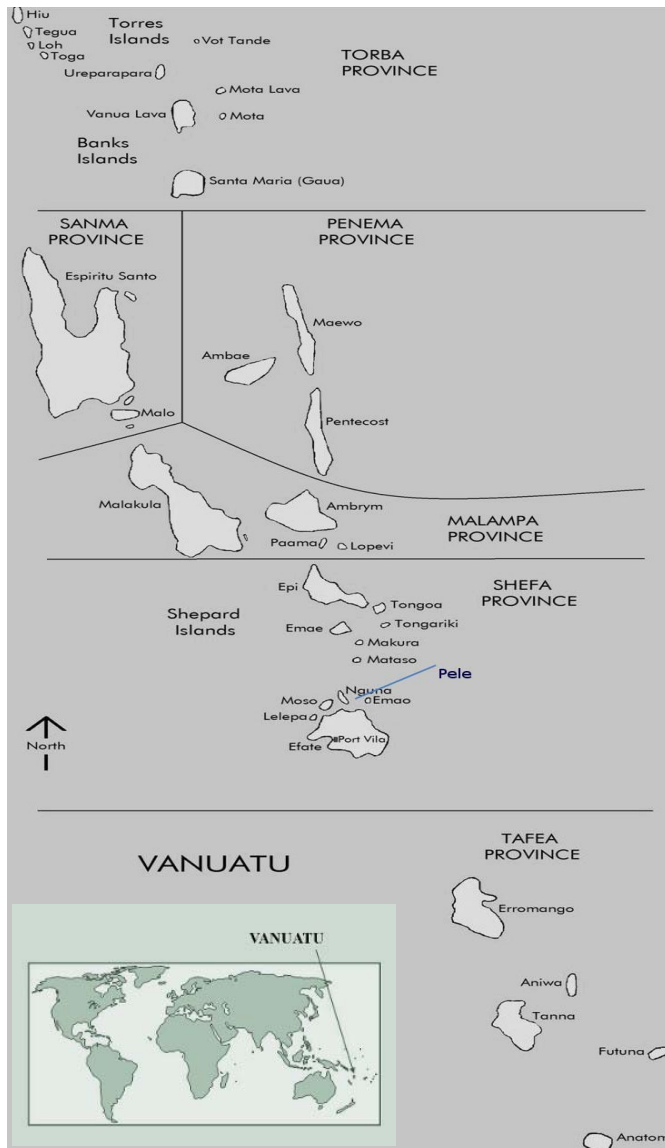 Hiu
Torres
Islands
Tegua
Loh
Toga
Vot Tande
TORBA
PROVINCE
Ureparapara
Mota Lava
Vanua Lava
Mota
Banks
Islands
Santa Maria (Gaua)
SANMA
PROVINCE
PENEMA
PROVINCE
Espiritu Santo
Maewo
Ambae
Malo
Pentecost
Malakula
Ambrym
MALAMPA
PROVINCE
Paama
Lopevi
Epi
SHEFA
PROVINCE
Shepard
Islands
Tongoa
Emae
Tongariki
Makura
Mataso
Pele
Nguna
Moso
Emao
Lelepa
North
Efate
Port Vila
TAFEA
PROVINCE
VANUATU
Erromango
VANUATU
Aniwa
Tanna
Futuna
Anatom